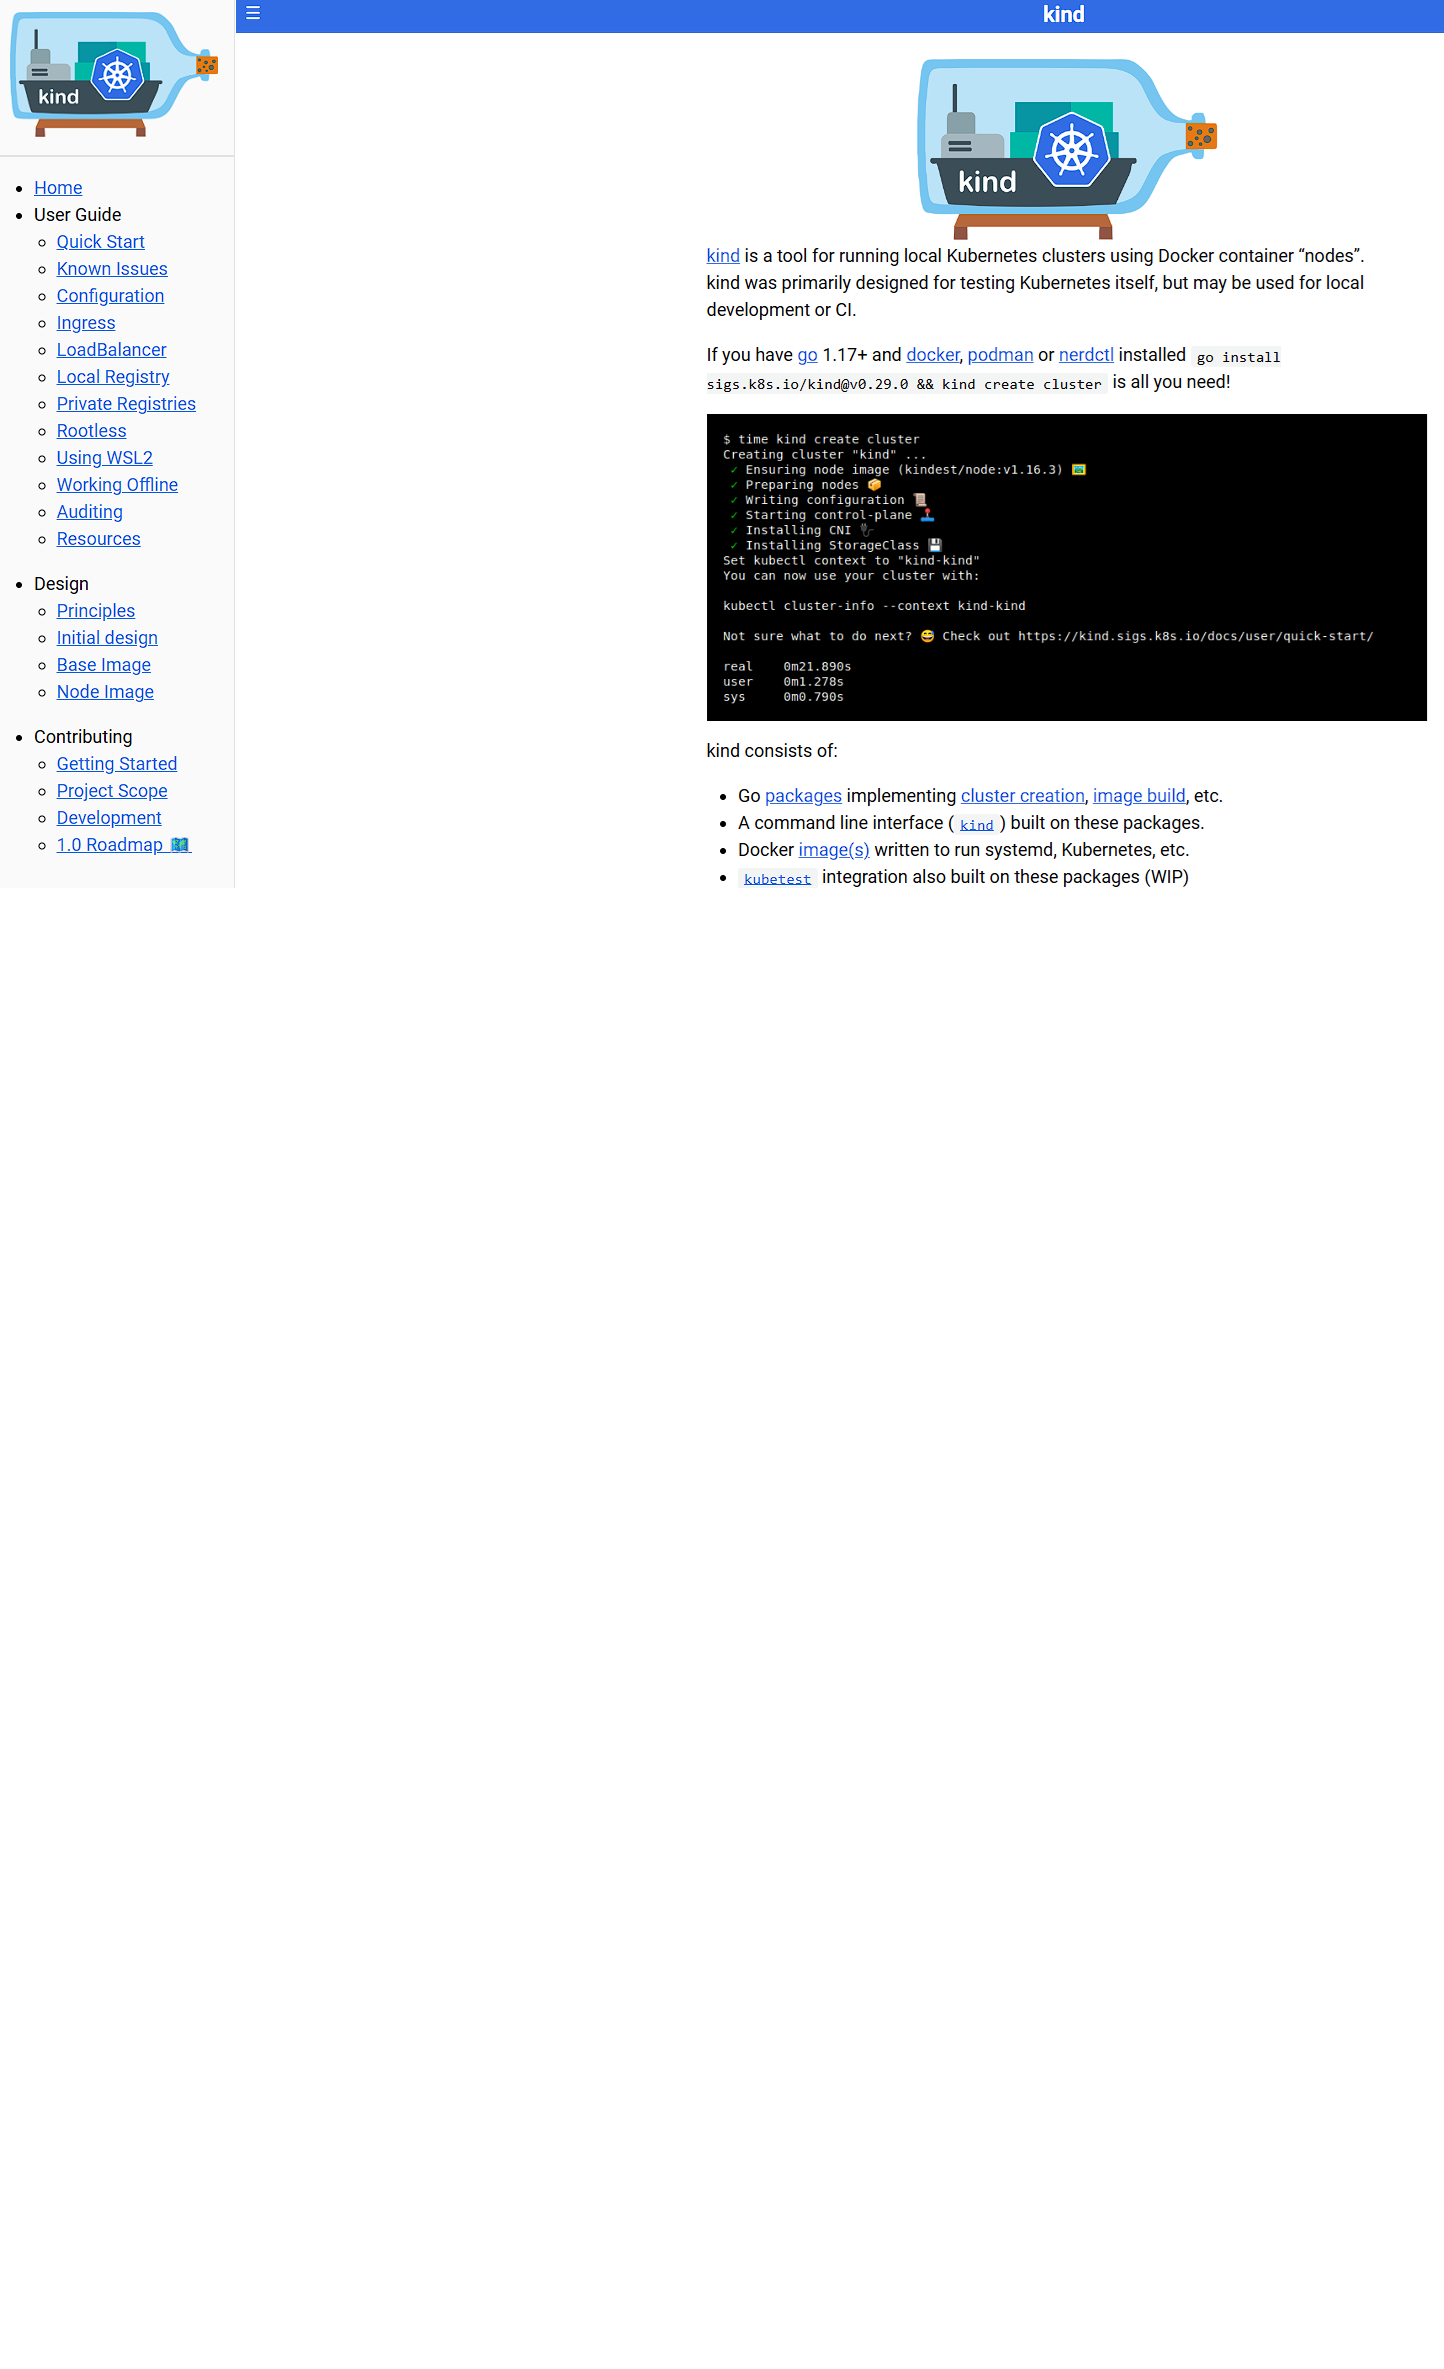 kind
Home
User Guide
Quick Start
Known Issues
Configuration
Ingress
LoadBalancer
Local Registry
Private Registries
Rootless
Using WSL2
Working Offline
Auditing
Resources
Design
Principles
Initial design
Base Image
Node Image
Contributing
Getting Started
Project Scope
Development
1.0 Roadmap 🗺️
☰ kind
kind
kind is a tool for running local Kubernetes clusters using Docker container “nodes”.
kind was primarily designed for testing Kubernetes itself, but may be used for local
development or CI.
If you have go 1.17+ and docker, podman or nerdctl installed go install
sigs.k8s.io/kind@v0.29.0 && kind create cluster is all you need!
$ time kind create cluster
Creating cluster "kind" ...
✓ Ensuring node image (kindest/node:v1.16.3) 🖼
✓ Preparing nodes 📦
✓ Writing configuration 📜
✓ Starting control-plane 🕹️
✓ Installing CNI 🔌
✓ Installing StorageClass 💾
Set kubectl context to "kind-kind"
You can now use your cluster with:
kubectl cluster-info --context kind-kind
Not sure what to do next? 😅 Check out https://kind.sigs.k8s.io/docs/user/quick-start/
real 0m21.890s
user 0m1.278s
sys 0m0.790s
kind consists of:
Go packages implementing cluster creation, image build, etc.
A command line interface (kind) built on these packages.
Docker image(s) written to run systemd, Kubernetes, etc.
kubetest integration also built on these packages (WIP)